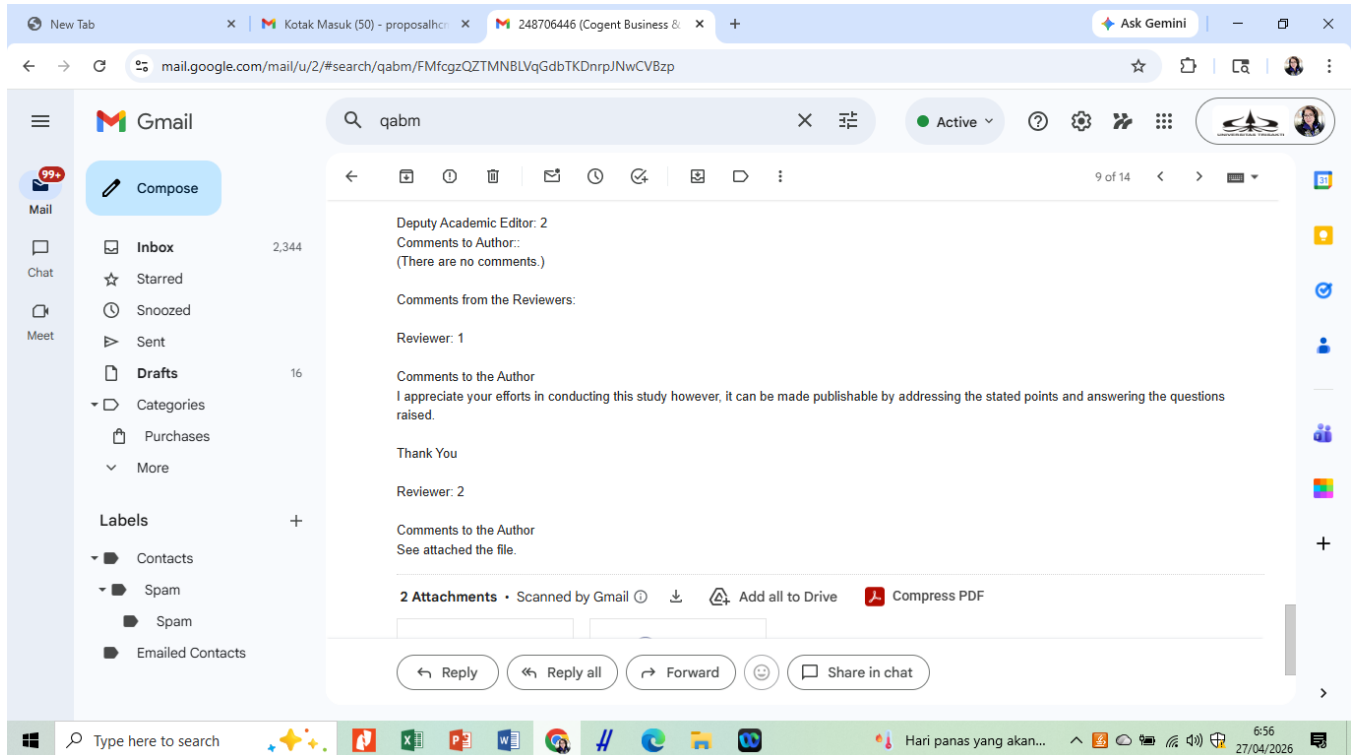 New Tab
Kotak Masuk (50) - proposalhcr
248706446 (Cogent Business &
Ask Gemini
mail.google.com/mail/u/2/#search/qabm/FMfcgzQZTMNBLVqGdbTKDnrpJNwCVBzp
Gmail
qabm
Active
UNIVERSITAS TRISAKTI
99+
Mail
Chat
Meet
Compose
9 of 14
31
Inbox 2,344
Starred
Snoozed
Sent
Drafts 16
Categories
Purchases
More
Labels
Contacts
Spam
Spam
Emailed Contacts
Deputy Academic Editor: 2
Comments to Author::
(There are no comments.)
Comments from the Reviewers:
Reviewer: 1
Comments to the Author
I appreciate your efforts in conducting this study however, it can be made publishable by addressing the stated points and answering the questions
raised.
Thank You
Reviewer: 2
Comments to the Author
See attached the file.
2 Attachments • Scanned by Gmail
Add all to Drive
Compress PDF
Reply
Reply all
Forward
Share in chat
Type here to search
Hari panas yang akan...
6:56
27/04/2026